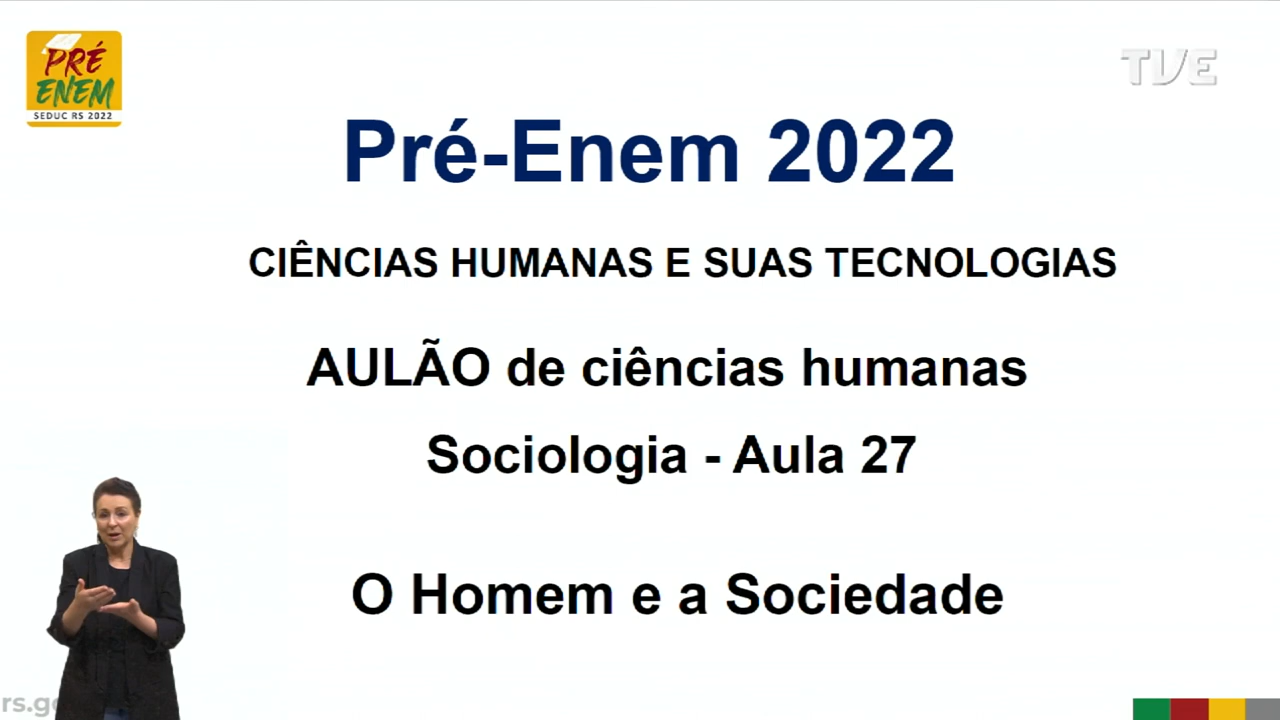 PRÉ
ENEM
SEDUC RS 2022
TVE
Pré-Enem 2022
CIÊNCIAS HUMANAS E SUAS TECNOLOGIAS
AULÃO de ciências humanas
Sociologia - Aula 27
O Homem e a Sociedade